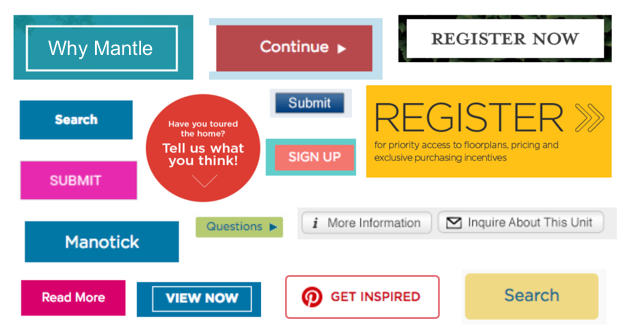 Why Mantle
Continue
REGISTER NOW
Search
Have you toured
the home?
Tell us what
you think!
Submit
SIGN UP
REGISTER
for priority access to floorplans, pricing and
exclusive purchasing incentives
SUBMIT
Manotick
Questions
i More Information
Inquire About This Unit
Read More
VIEW NOW
GET INSPIRED
Search